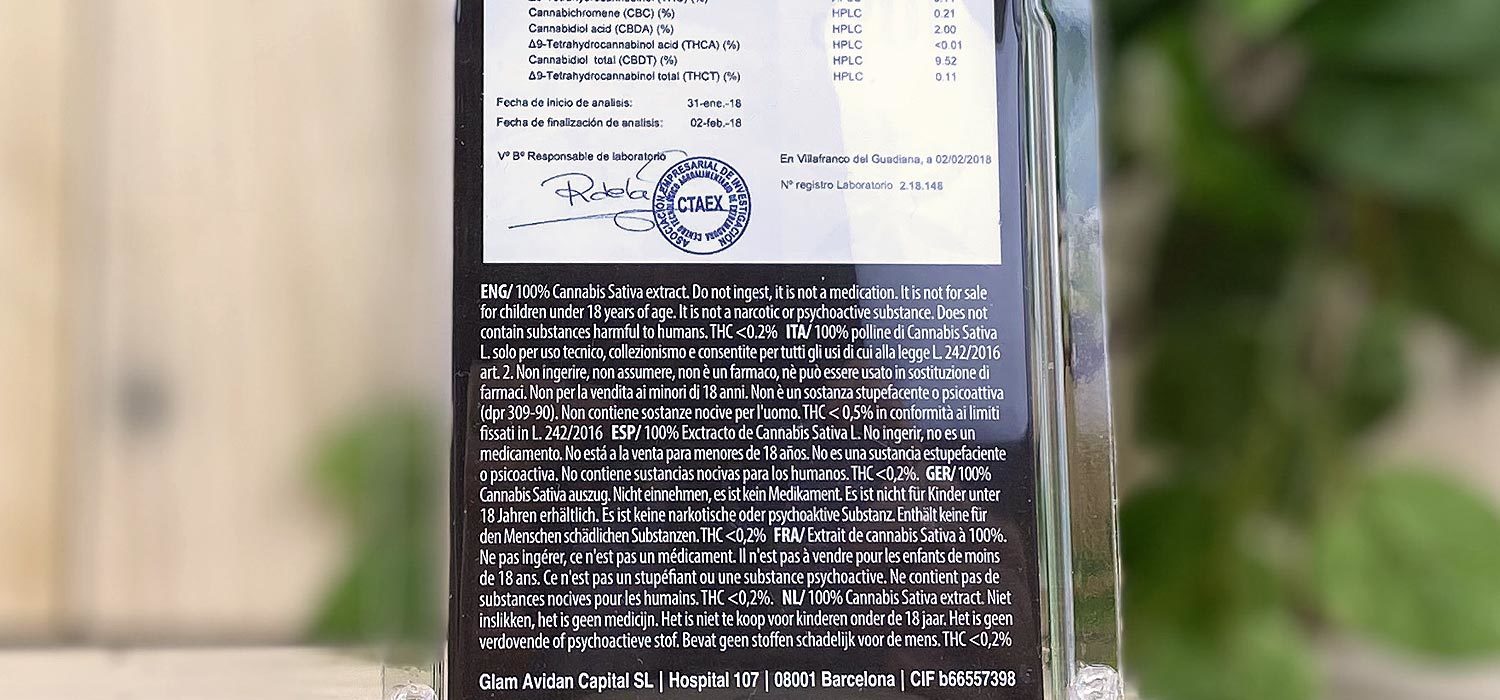 Cannabichromene (CBC) (%) HPLC 0.21
Cannabidiol acid (CBDA) (%) HPLC 2.00
Δ9-Tetrahydrocannabinol acid (THCA) (%) HPLC <0.01
Cannabidiol total (CBDT) (%) HPLC 9.52
Δ9-Tetrahydrocannabinol total (THCT) (%) HPLC 0.11
Fecha de inicio de analisis: 31-ene.-18
Fecha de finalización de analisis: 02-feb.-18
Vº Bº Responsable de laboratorio
En Villafranco del Guadiana, a 02/02/2018
Nº registro Laboratorio 2.18.148
ASOCIACIÓN EMPRESARIAL DE INVESTIGACIÓN
CENTRO TECNOLÓGICO AGROALIMENTARIO DE EXTREMADURA
CTAEX
ENG/ 100% Cannabis Sativa extract. Do not ingest, it is not a medication. It is not for sale
for children under 18 years of age. It is not a narcotic or psychoactive substance. Does not
contain substances harmful to humans. THC <0.2% ITA/ 100% polline di Cannabis Sativa
L. solo per uso tecnico, collezionismo e consentite per tutti gli usi di cui alla legge L. 242/2016
art. 2. Non ingerire, non assumere, non è un farmaco, nè può essere usato in sostituzione di
farmaci. Non per la vendita ai minori di 18 anni. Non è un sostanza stupefacente o psicoattiva
(dpr 309-90). Non contiene sostanze nocive per l'uomo. THC < 0,5% in conformità ai limiti
fissati in L. 242/2016 ESP/ 100% Exctracto de Cannabis Sativa L. No ingerir, no es un
medicamento. No está a la venta para menores de 18 años. No es una sustancia estupefaciente
o psicoactiva. No contiene sustancias nocivas para los humanos. THC <0,2%. GER/ 100%
Cannabis Sativa auszug. Nicht einnehmen, es ist kein Medikament. Es ist nicht für Kinder unter
18 Jahren erhältlich. Es ist keine narkotische oder psychoaktive Substanz. Enthält keine für
den Menschen schädlichen Substanzen. THC <0,2% FRA/ Extrait de cannabis Sativa à 100%.
Ne pas ingérer, ce n'est pas un médicament. Il n'est pas à vendre pour les enfants de moins
de 18 ans. Ce n'est pas un stupéfiant ou une substance psychoactive. Ne contient pas de
substances nocives pour les humains. THC <0,2%. NL/ 100% Cannabis Sativa extract. Niet
inslikken, het is geen medicijn. Het is niet te koop voor kinderen onder de 18 jaar. Het is geen
verdovende of psychoactieve stof. Bevat geen stoffen schadelijk voor de mens. THC <0,2%
Glam Avidan Capital SL | Hospital 107 | 08001 Barcelona | CIF b66557398